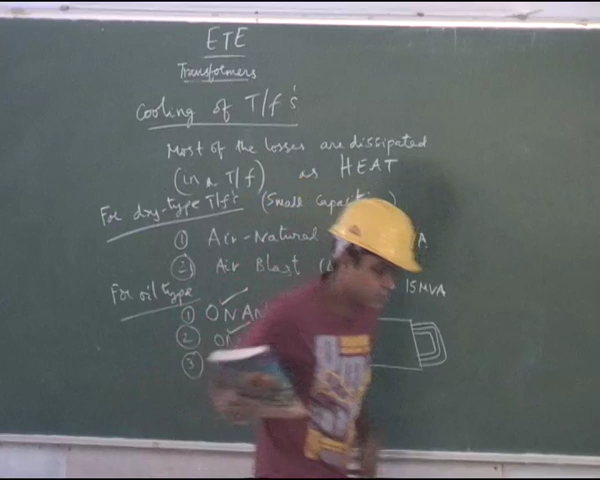 ETE
Transformers
Cooling of T/f's
Most of the losses are dissipated
(in a T/f) as HEAT
For dry-type T/f's (Small Capacities)
① Air-Natural A
② Air Blast (
For oil type 15 MVA
① ONAN
② ON
③